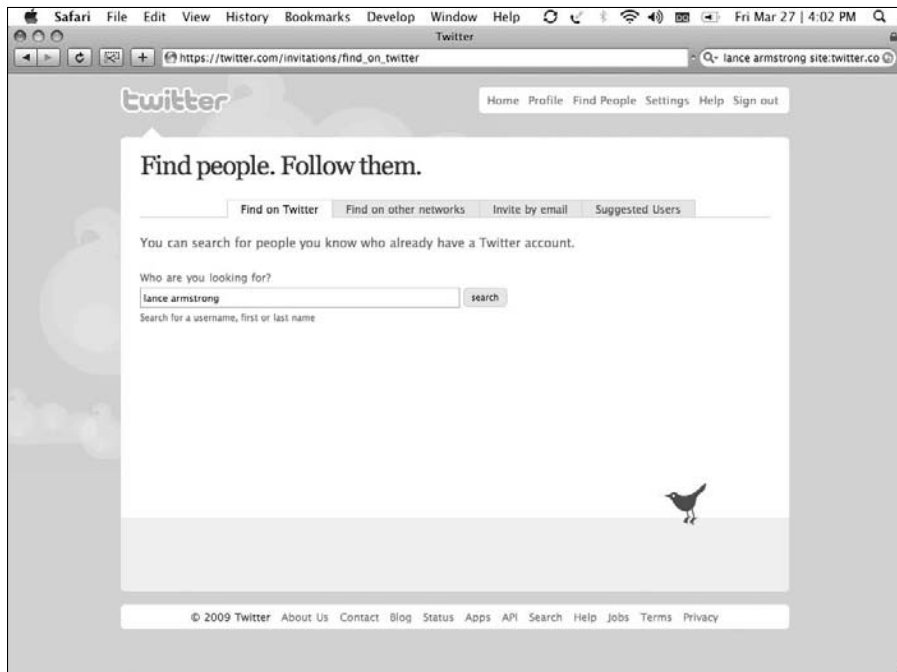 Safari File Edit View History Bookmarks Develop Window Help Fri Mar 27 | 4:02 PM
Twitter
https://twitter.com/invitations/find_on_twitter lance armstrong site:twitter.co
twitter
Home Profile Find People Settings Help Sign out
Find people. Follow them.
Find on Twitter Find on other networks Invite by email Suggested Users
You can search for people you know who already have a Twitter account.
Who are you looking for?
lance armstrong search
Search for a username, first or last name
© 2009 Twitter About Us Contact Blog Status Apps API Search Help Jobs Terms Privacy